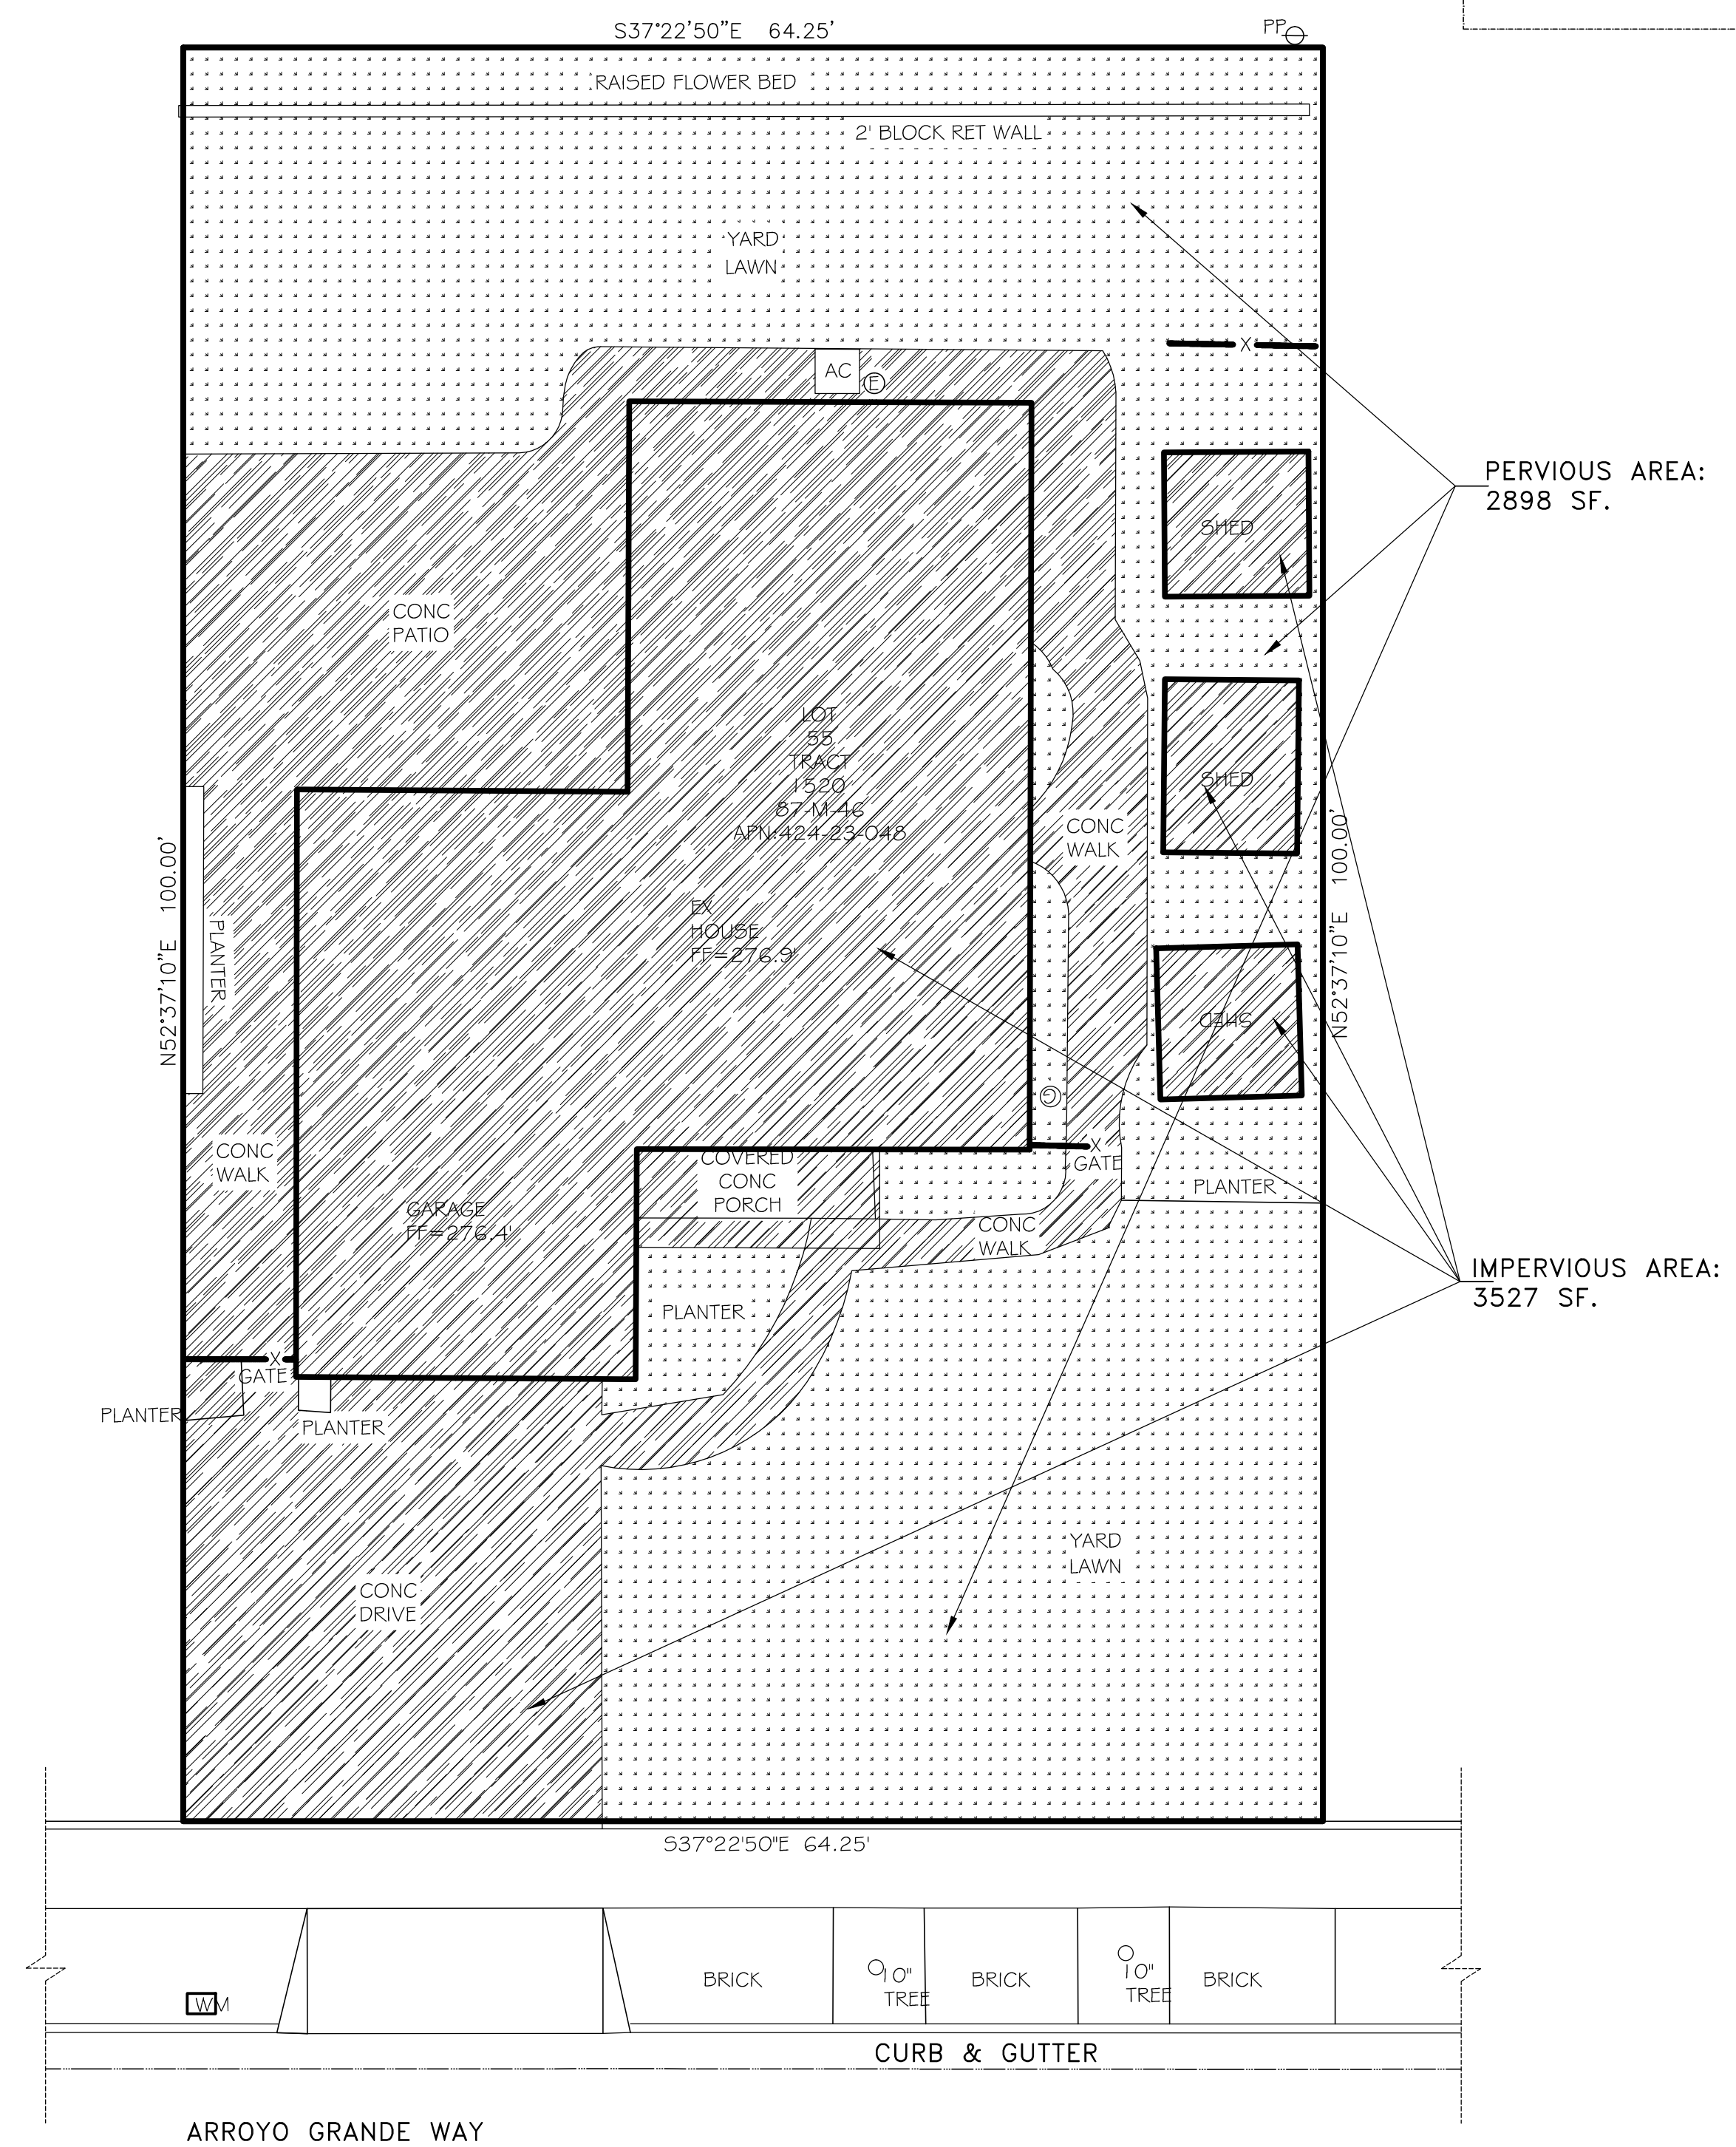 S37°22'50"E 64.25'
PP
RAISED FLOWER BED
2' BLOCK RET WALL
YARD
LAWN
X
AC
E
PERVIOUS AREA:
2898 SF.
SHED
CONC
PATIO
LOT
55
TRACT
1520
87-M-46
APN:424-23-048
SHED
CONC
WALK
N52°37'10"E 100.00'
N52°37'10"E 100.00'
PLANTER
EX
HOUSE
FF=276.9'
SHED
G
X
GATE
CONC
WALK
COVERED
CONC
PORCH
PLANTER
GARAGE
FF=276.4'
CONC
WALK
IMPERVIOUS AREA:
3527 SF.
PLANTER
X
GATE
PLANTER
PLANTER
YARD
LAWN
CONC
DRIVE
S37°22'50"E 64.25'
BRICK
10"
TREE
BRICK
10"
TREE
BRICK
WM
CURB & GUTTER
ARROYO GRANDE WAY